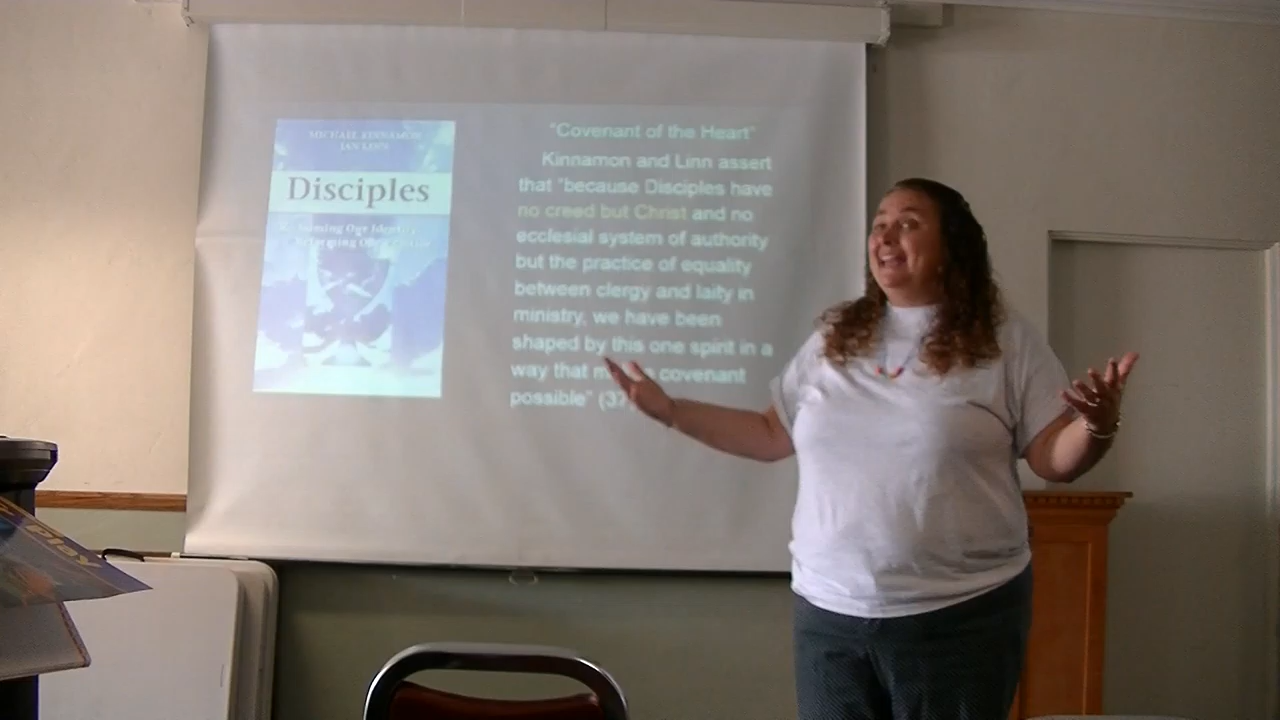 MICHAEL KINNAMON
JAN LINN
Disciples
"Covenant of the Heart"
Kinnamon and Linn assert
that "because Disciples have
no creed but Christ and no
ecclesial system of authority
but the practice of equality
between clergy and laity in
ministry, we have been
shaped by this one spirit in a
way that covenant
possible" (37